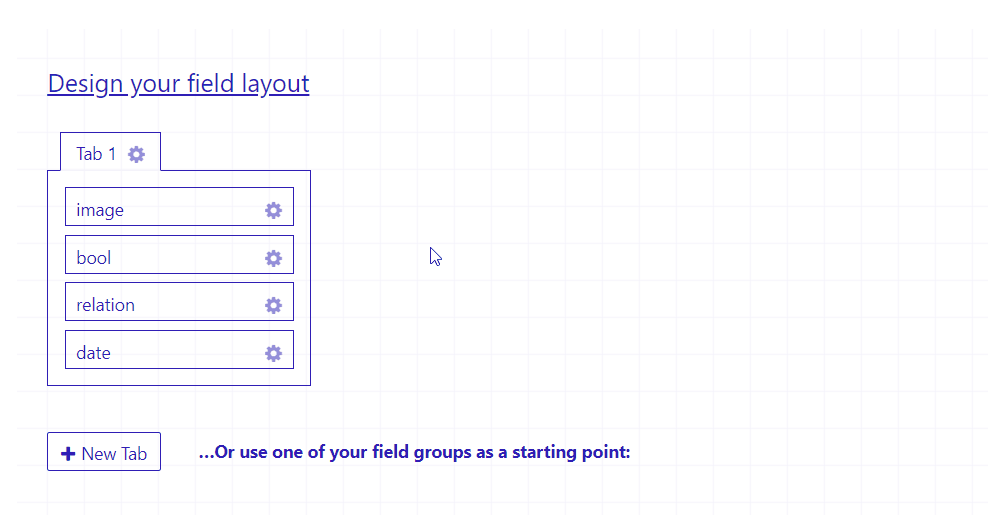 Design your field layout
Tab 1
image
bool
relation
date
New Tab
...Or use one of your field groups as a starting point: